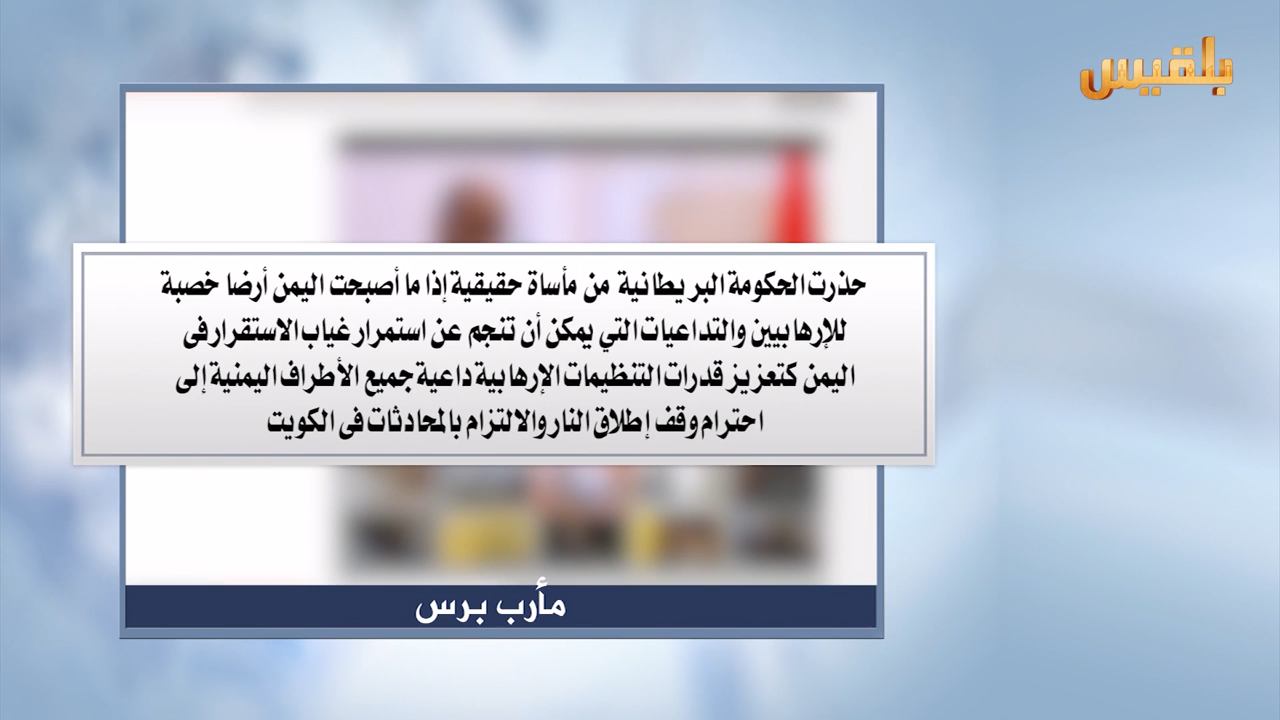 بلقيس
حذرت الحكومة البريطانية من مأساة حقيقية إذا ما أصبحت اليمن أرضا خصبة
للإرهابيين والتداعيات التي يمكن أن تنجم عن استمرار غياب الاستقرار فى
اليمن كتعزيز قدرات التنظيمات الإرهابية داعية جميع الأطراف اليمنية إلى
احترام وقف إطلاق النار والالتزام بالمحادثات فى الكويت
مأرب برس